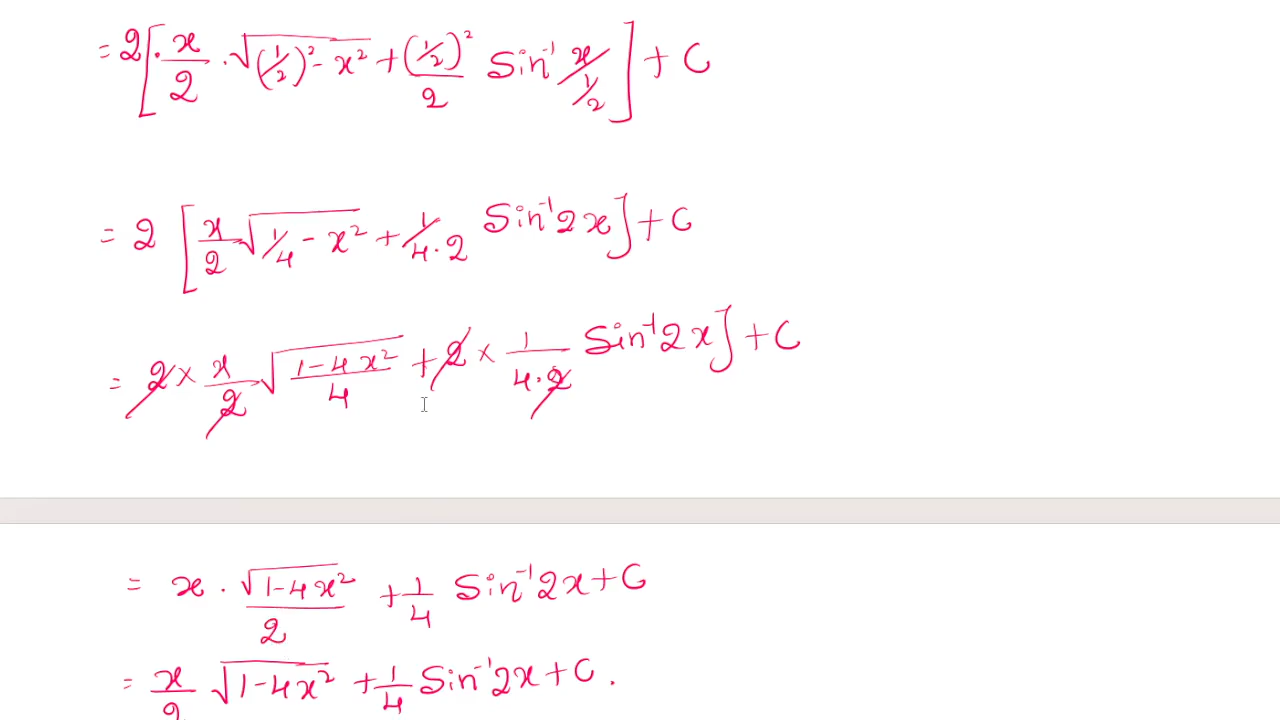 = 2 [ · x/2 · √((1/2)² - x²) + (1/2)²/2 Sin⁻¹ x/(1/2) ] + C
= 2 [ x/2 √(1/4 - x²) + 1/(4·2) Sin⁻¹ 2x ] + C
= 2 × x/2 √((1-4x²)/4) + 2 × 1/(4·2) Sin⁻¹ 2x ] + C
= x · √(1-4x²)/2 + 1/4 Sin⁻¹ 2x + C
= x/2 √(1-4x²) + 1/4 Sin⁻¹ 2x + C .